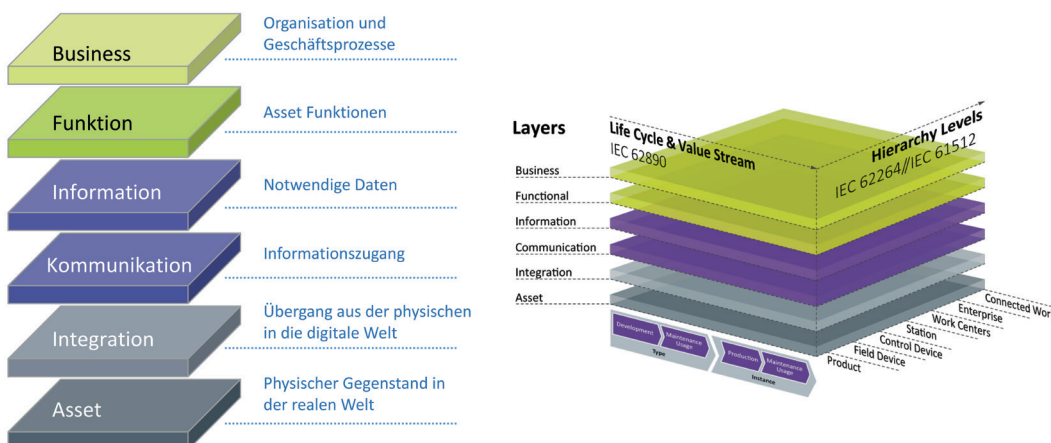 Business
Organisation und
Geschäftsprozesse
Funktion
Asset Funktionen
Information
Notwendige Daten
Kommunikation
Informationszugang
Integration
Übergang aus der physischen
in die digitale Welt
Asset
Physischer Gegenstand in
der realen Welt
Layers
Life Cycle & Value Stream
IEC 62890
Hierarchy Levels
IEC 62264//IEC 61512
Business
Functional
Information
Communication
Integration
Asset
Development
Maintenance
Usage
Type
Production
Maintenance
Usage
Instance
Connected Wor
Enterprise
Work Centers
Station
Control Device
Field Device
Product